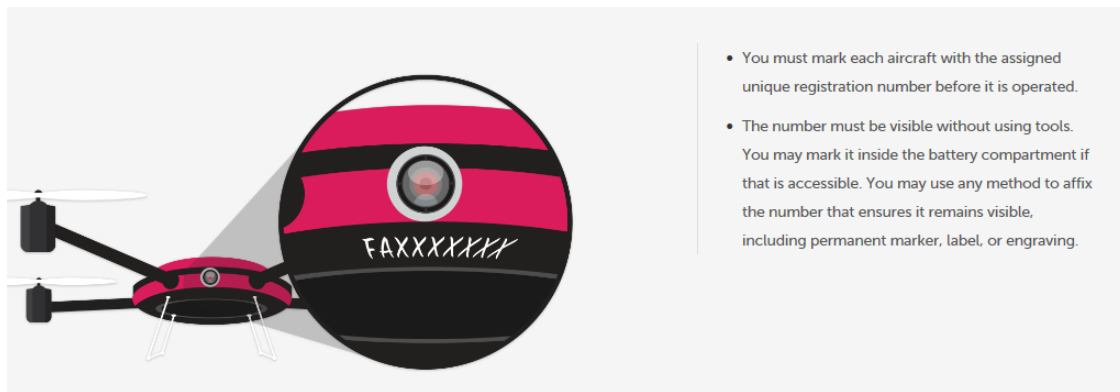 FAXXXXXXX
You must mark each aircraft with the assigned
unique registration number before it is operated.
The number must be visible without using tools.
You may mark it inside the battery compartment if
that is accessible. You may use any method to affix
the number that ensures it remains visible,
including permanent marker, label, or engraving.